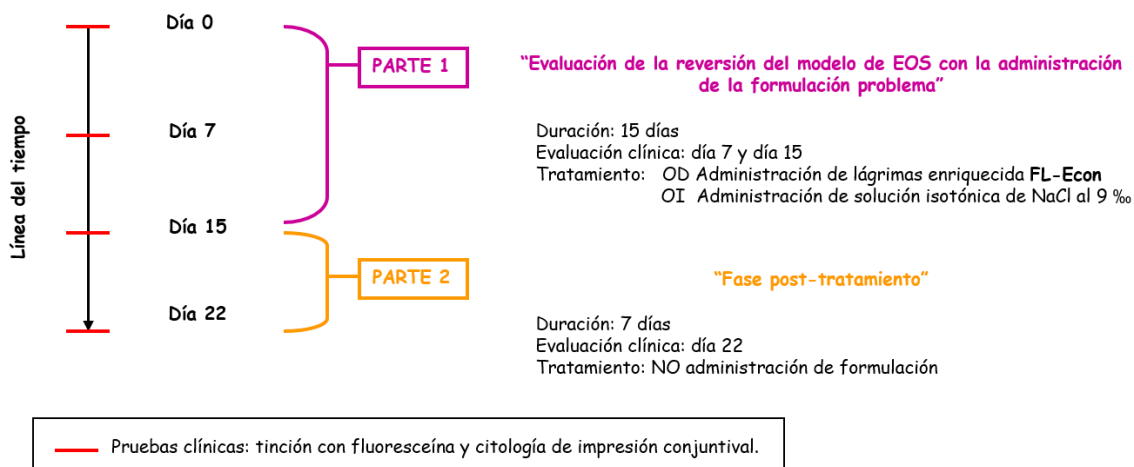 Línea del tiempo
Día 0
Día 7
Día 15
Día 22
PARTE 1
“Evaluación de la reversión del modelo de EOS con la administración
de la formulación problema”
Duración: 15 días
Evaluación clínica: día 7 y día 15
Tratamiento: OD Administración de lágrimas enriquecida FL-Econ
OI Administración de solución isotónica de NaCl al 9 ‰
PARTE 2
“Fase post-tratamiento”
Duración: 7 días
Evaluación clínica: día 22
Tratamiento: NO administración de formulación
Pruebas clínicas: tinción con fluoresceína y citología de impresión conjuntival.